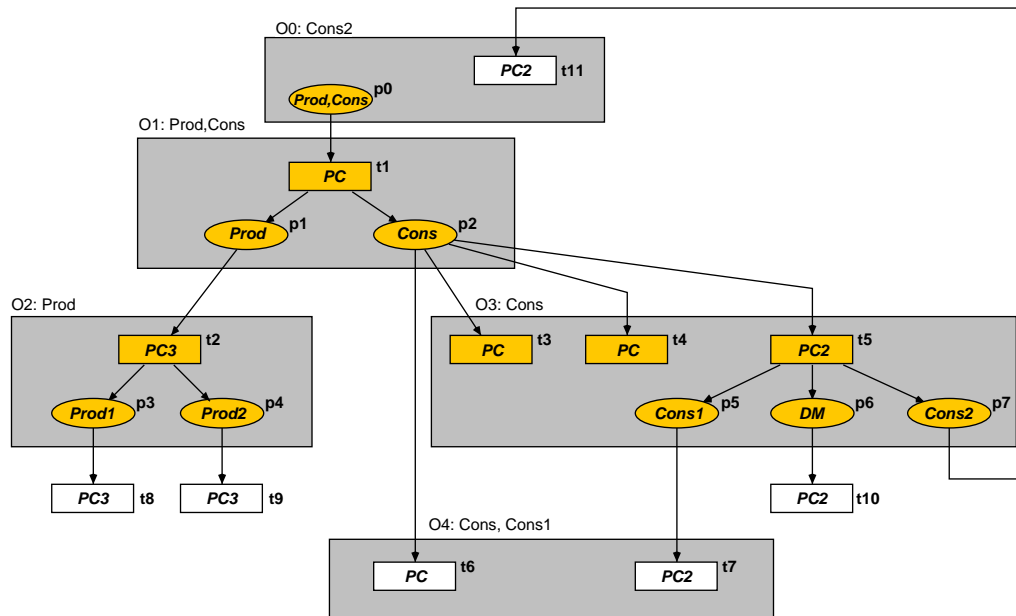 O0: Cons2
PC2 t11
Prod,Cons p0
O1: Prod,Cons
PC t1
Prod p1
Cons p2
O2: Prod
O3: Cons
PC3 t2
PC t3
PC t4
PC2 t5
Prod1 p3
Prod2 p4
Cons1 p5
DM p6
Cons2 p7
PC3 t8
PC3 t9
PC2 t10
O4: Cons, Cons1
PC t6
PC2 t7